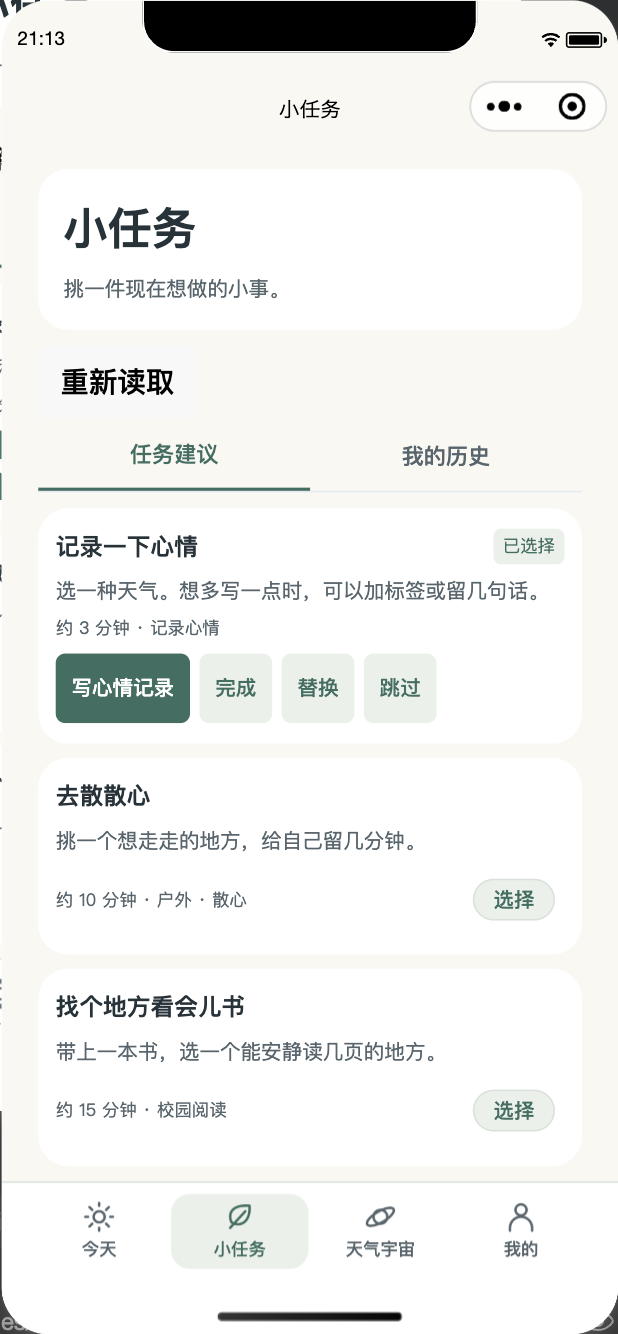 21:13
小任务
小任务
挑一件现在想做的小事。
重新读取
任务建议
我的历史
记录一下心情
已选择
选一种天气。想多写一点时，可以加标签或留几句话。
约 3 分钟 · 记录心情
写心情记录
完成
替换
跳过
去散散心
挑一个想走走的地方，给自己留几分钟。
约 10 分钟 · 户外 · 散心
选择
找个地方看会儿书
带上一本书，选一个能安静读几页的地方。
约 15 分钟 · 校园阅读
选择
今天
小任务
天气宇宙
我的